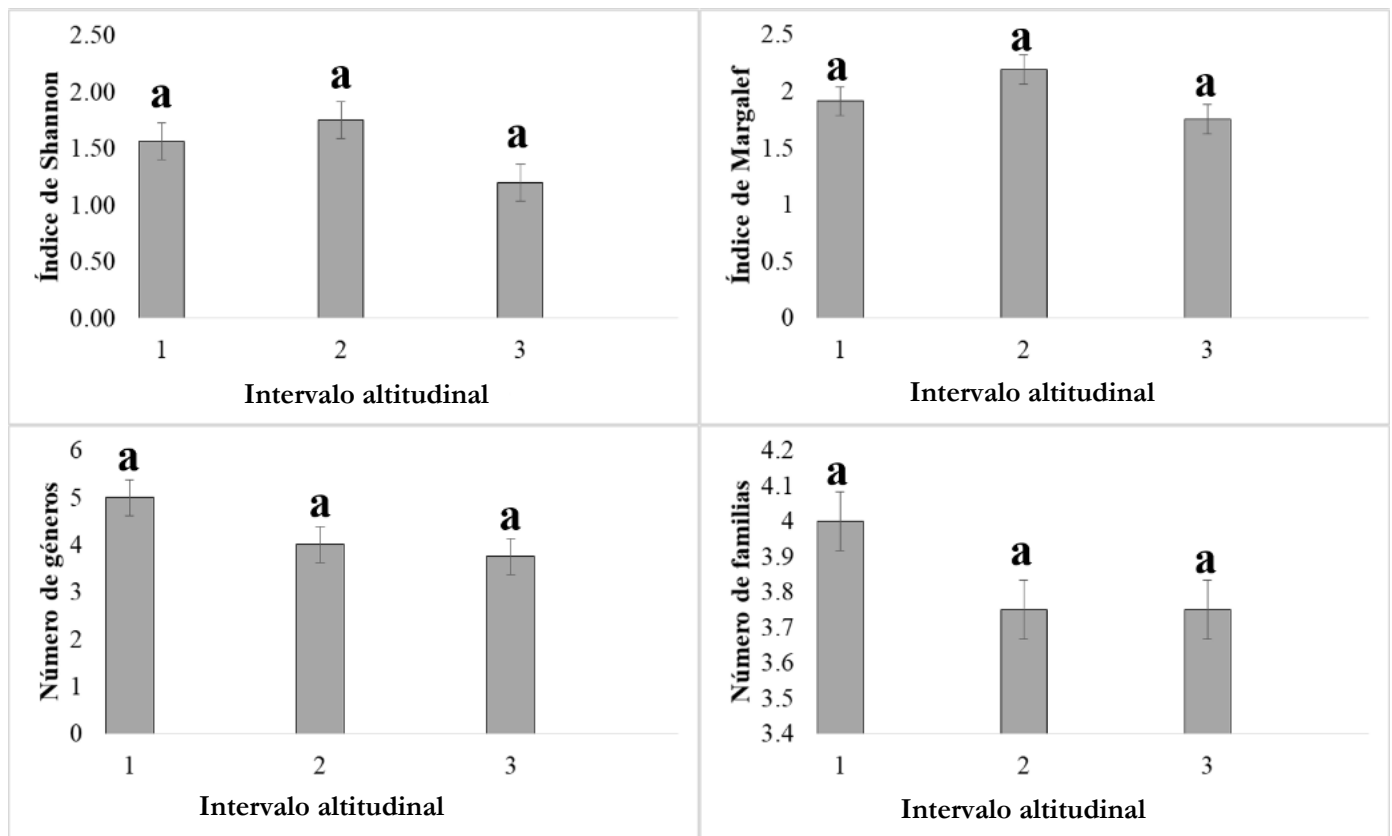 Índice de Shannon
2.50
2.00
1.50
1.00
0.50
0.00
a
a
a
1 2 3
Intervalo altitudinal
Índice de Margalef
2.5
2
1.5
1
0.5
0
a
a
a
1 2 3
Intervalo altitudinal
Número de géneros
6
5
4
3
2
1
0
a
a
a
1 2 3
Intervalo altitudinal
Número de familias
4.2
4.1
4
3.9
3.8
3.7
3.6
3.5
3.4
a
a
a
1 2 3
Intervalo altitudinal